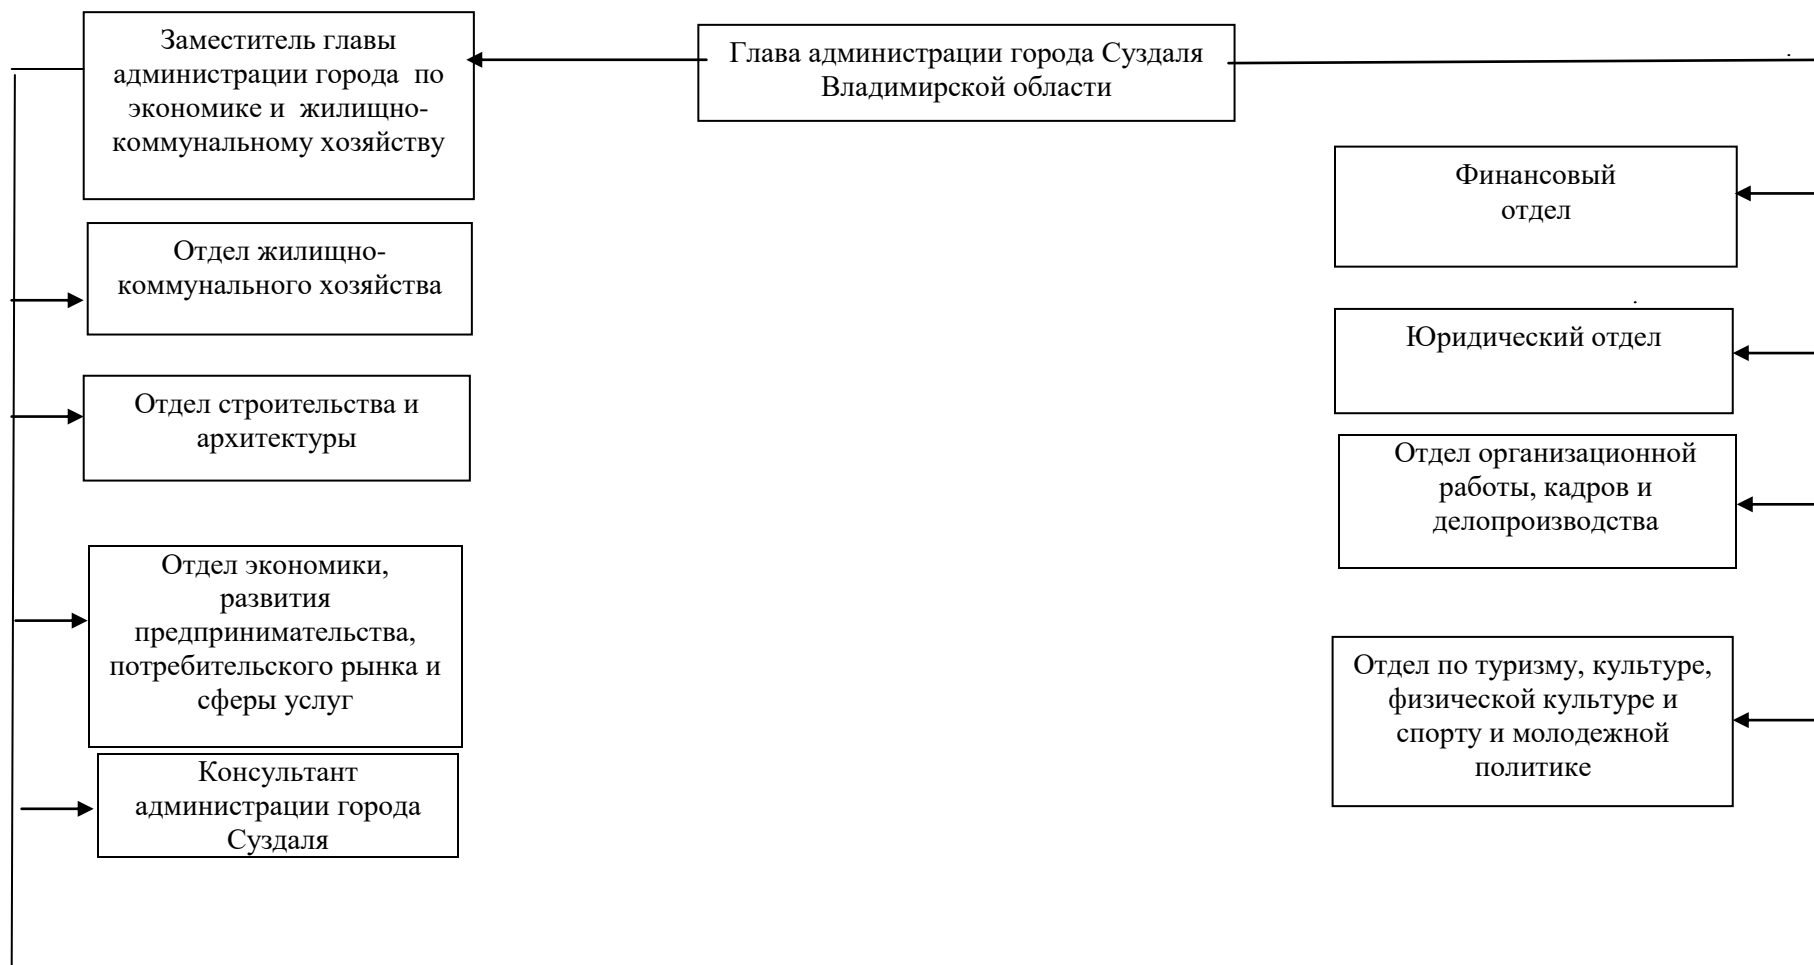 Заместитель главы
администрации города по
экономике и жилищно-
коммунальному хозяйству
Глава администрации города Суздаля
Владимирской области
Финансовый
отдел
Отдел жилищно-
коммунального хозяйства
Юридический отдел
Отдел строительства и
архитектуры
Отдел организационной
работы, кадров и
делопроизводства
Отдел экономики,
развития
предпринимательства,
потребительского рынка и
сферы услуг
Отдел по туризму, культуре,
физической культуре и
спорту и молодежной
политике
Консультант
администрации города
Суздаля